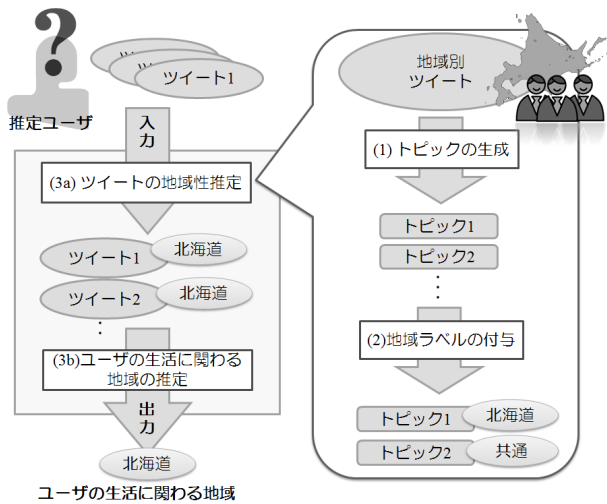 ?
ツイート1
推定ユーザ
入力
(3a) ツイートの地域性推定
ツイート1
北海道
ツイート2
北海道
⋮
(3b)ユーザの生活に関わる
地域の推定
出力
北海道
ユーザの生活に関わる地域
地域別
ツイート
(1) トピックの生成
トピック1
トピック2
⋮
(2)地域ラベルの付与
トピック1
北海道
トピック2
共通